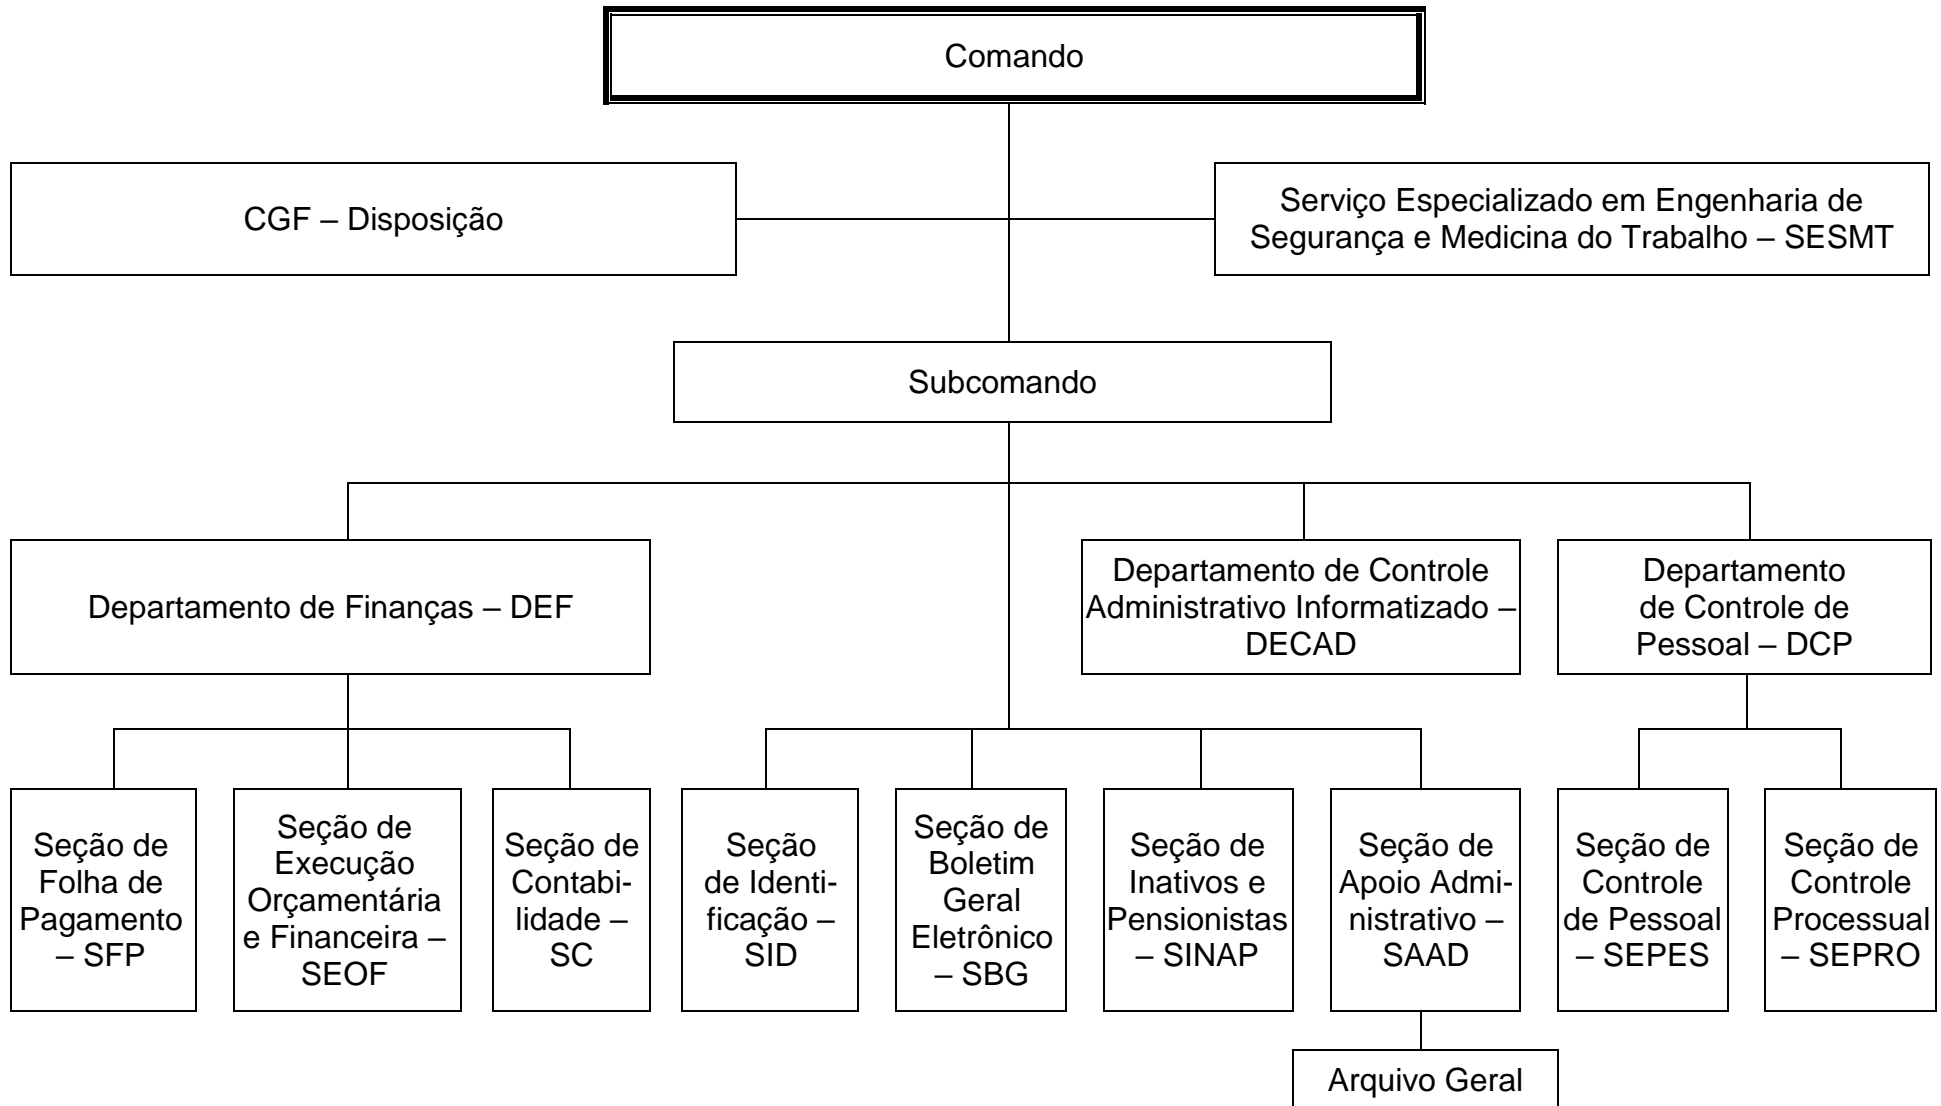 Comando
CGF – Disposição
Serviço Especializado em Engenharia de
Segurança e Medicina do Trabalho – SESMT
Subcomando
Departamento de Finanças – DEF
Departamento de Controle
Administrativo Informatizado –
DECAD
Departamento
de Controle de
Pessoal – DCP
Seção de
Folha de
Pagamento
– SFP
Seção de
Execução
Orçamentária
e Financeira –
SEOF
Seção de
Contabi-
lidade –
SC
Seção
de Identi-
ficação –
SID
Seção de
Boletim
Geral
Eletrônico
– SBG
Seção de
Inativos e
Pensionistas
– SINAP
Seção de
Apoio Admi-
nistrativo –
SAAD
Seção de
Controle
de Pessoal
– SEPES
Seção de
Controle
Processual
– SEPRO
Arquivo Geral